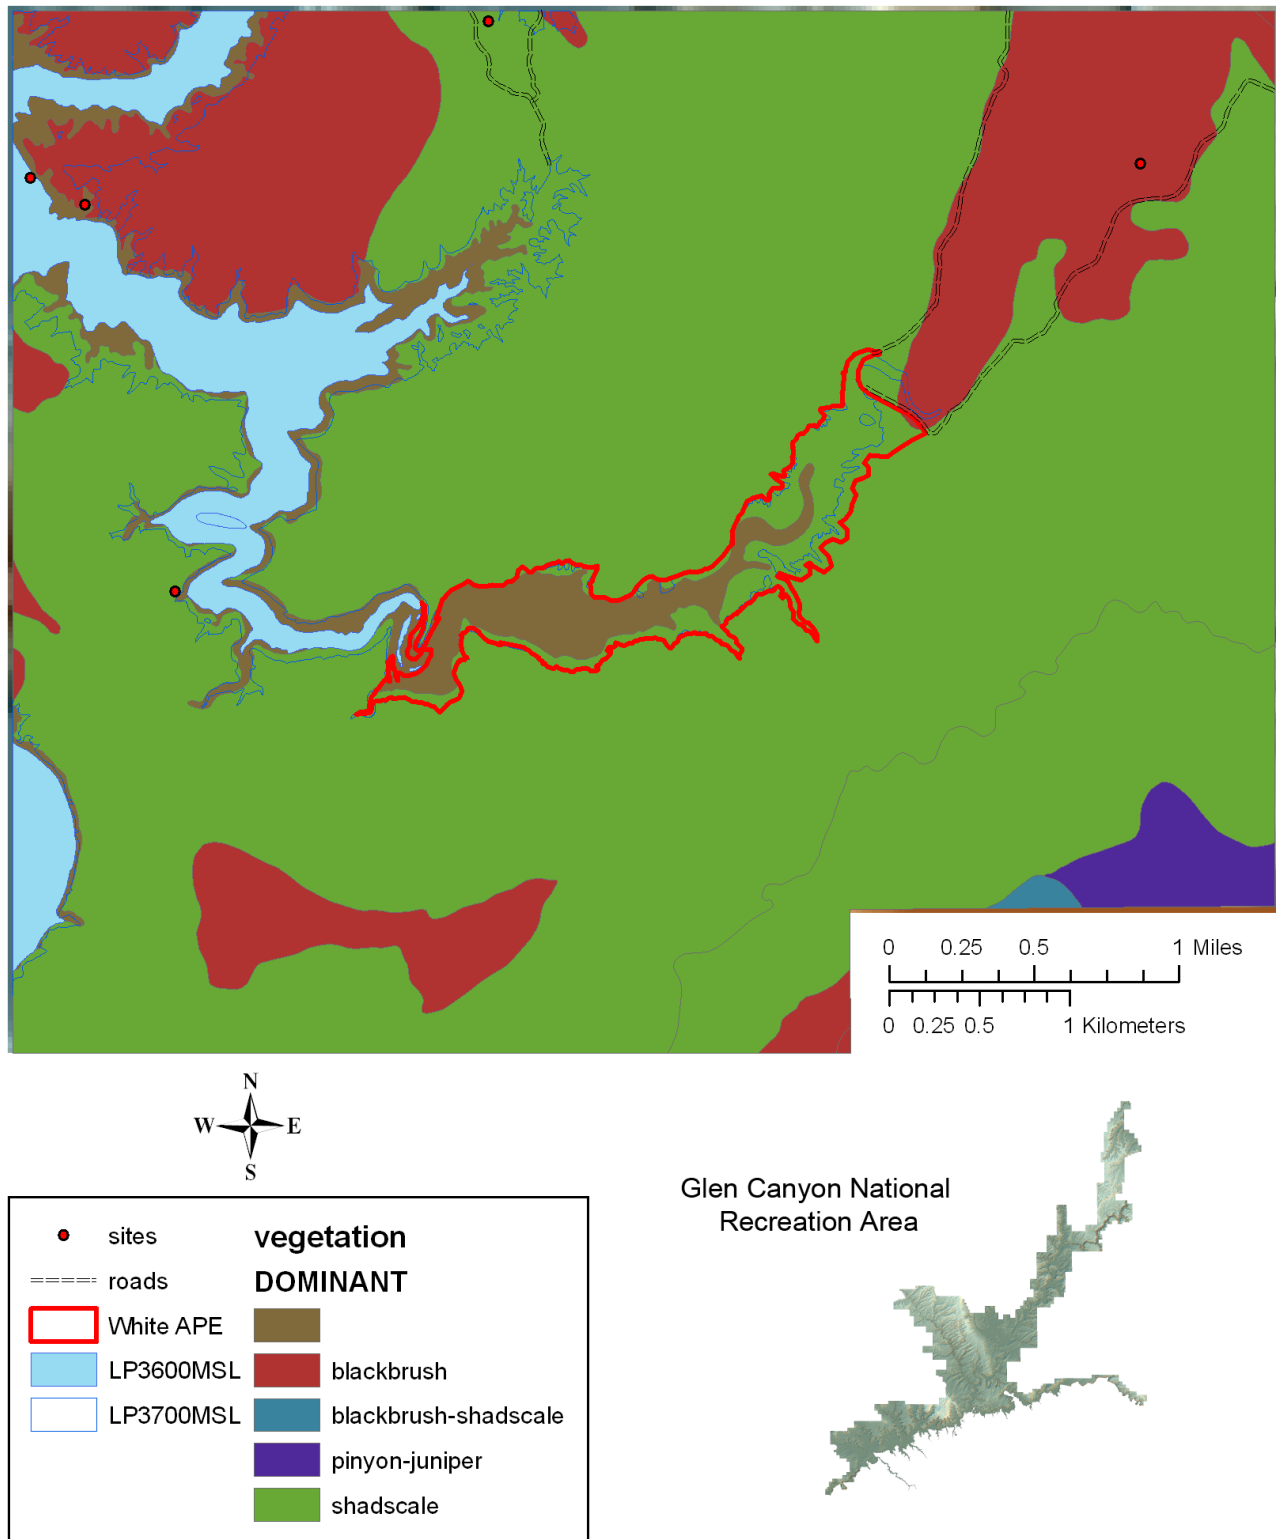 0 0.25 0.5 1 Miles
0 0.25 0.5 1 Kilometers
N
W E
S
Glen Canyon National
Recreation Area
sites
roads
White APE
LP3600MSL
LP3700MSL
vegetation
DOMINANT
blackbrush
blackbrush-shadscale
pinyon-juniper
shadscale